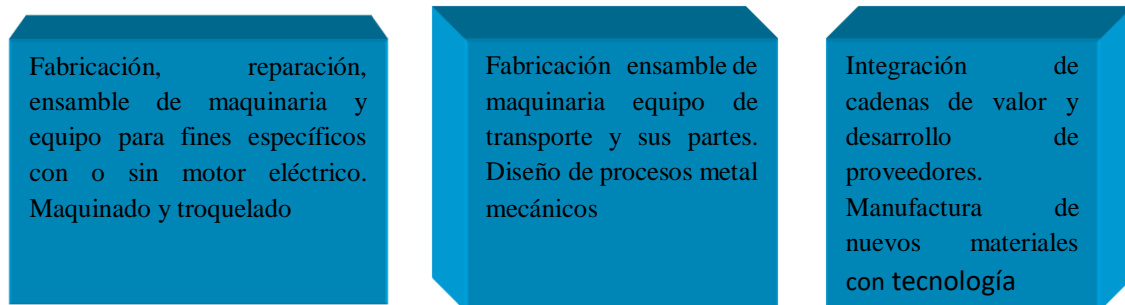 Fabricación, reparación,
ensamble de maquinaria y
equipo para fines específicos
con o sin motor eléctrico.
Maquinado y troquelado
Fabricación ensamble de
maquinaria equipo de
transporte y sus partes.
Diseño de procesos metal
mecánicos
Integración de
cadenas de valor y
desarrollo de
proveedores.
Manufactura de
nuevos materiales
con tecnología